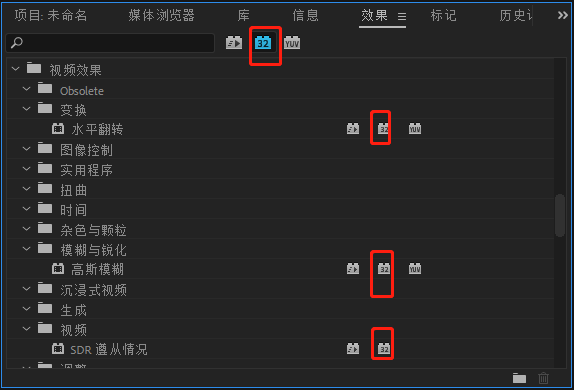 项目: 未命名 媒体浏览器 库 信息 效果 标记 历史记
32 YUV
视频效果
Obsolete
变换
水平翻转 32 YUV
图像控制
实用程序
扭曲
时间
杂色与颗粒
模糊与锐化
高斯模糊 32 YUV
沉浸式视频
生成
视频
SDR 遵从情况 32
调整